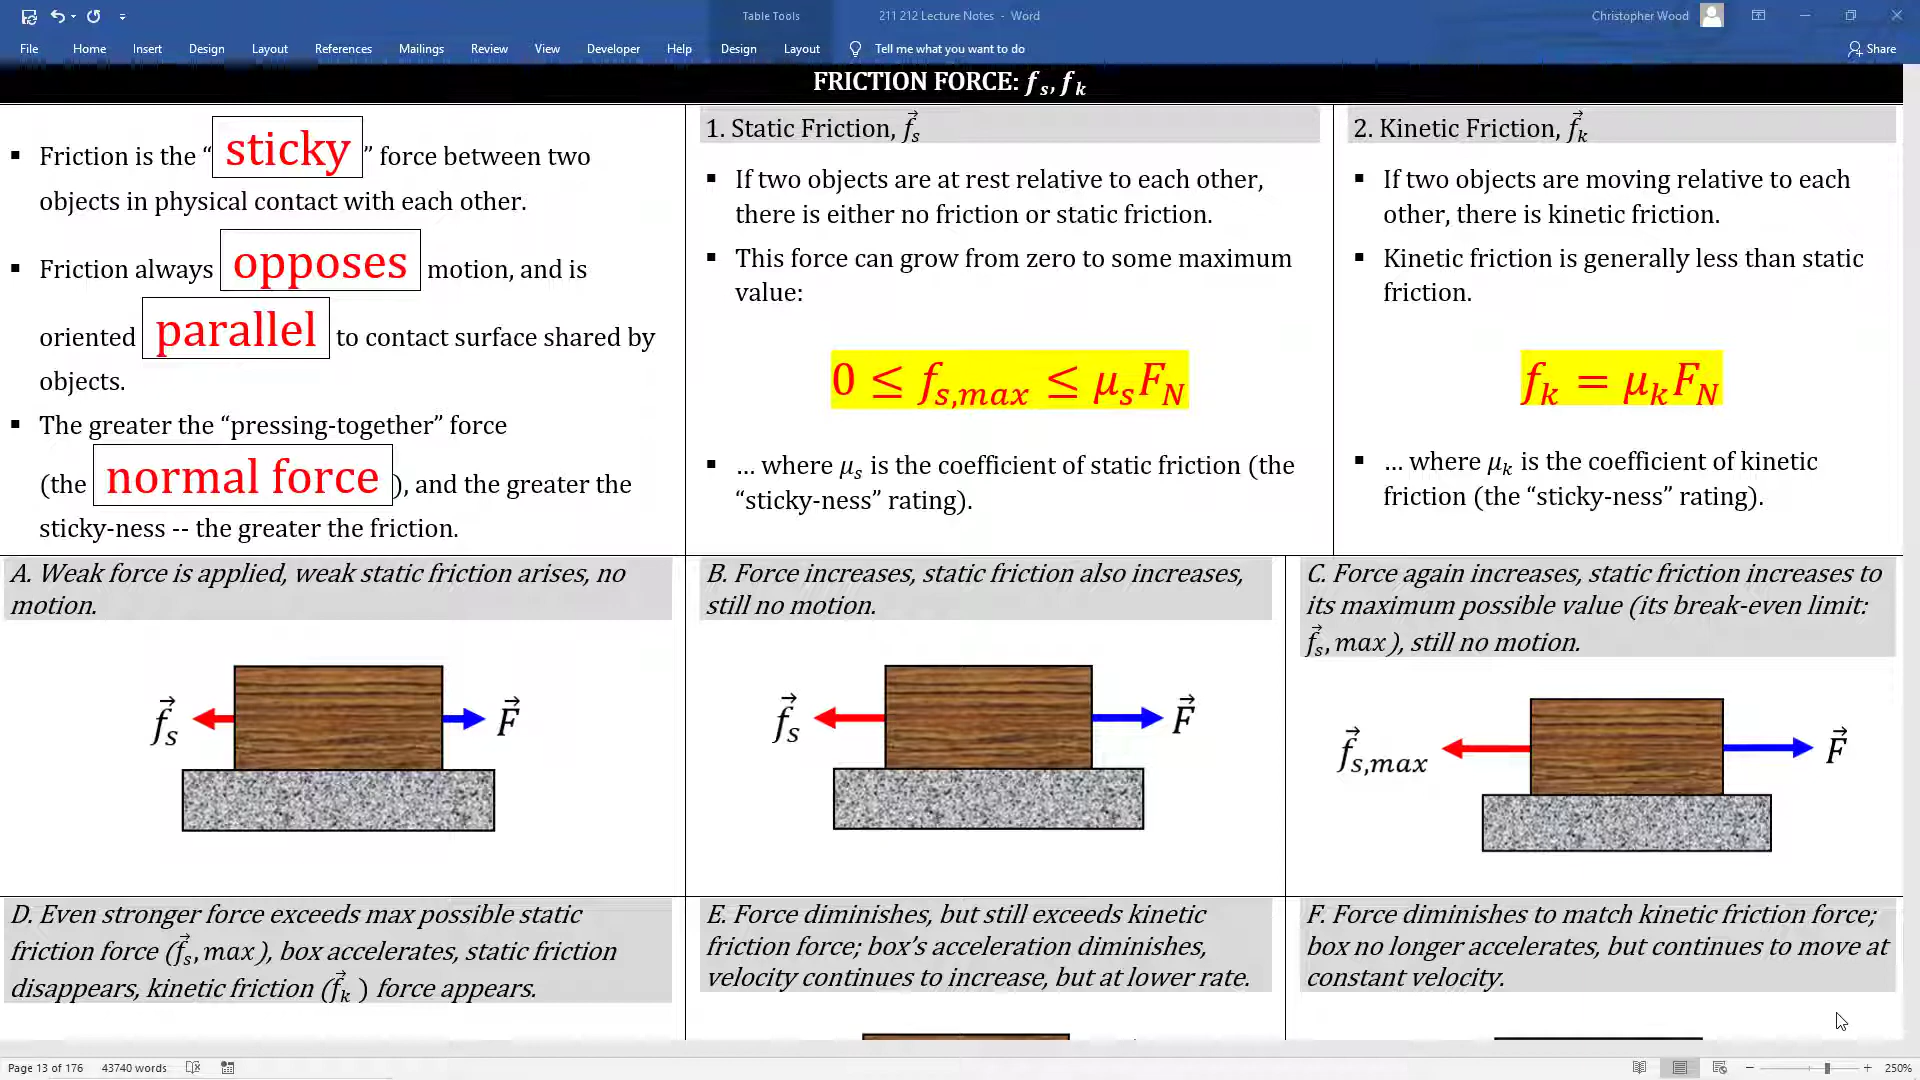 Table Tools
211 212 Lecture Notes - Word
Christopher Wood
File Home Insert Design Layout References Mailings Review View Developer Help Design Layout Tell me what you want to do Share
FRICTION FORCE: f_s, f_k
▪ Friction is the “sticky” force between two
objects in physical contact with each other.
▪ Friction always opposes motion, and is
oriented parallel to contact surface shared by
objects.
▪ The greater the “pressing-together” force
(the normal force), and the greater the
sticky-ness -- the greater the friction.
1. Static Friction, f⃗_s
▪ If two objects are at rest relative to each other,
there is either no friction or static friction.
▪ This force can grow from zero to some maximum
value:
0 ≤ f_{s,max} ≤ μ_s F_N
▪ … where μ_s is the coefficient of static friction (the
“sticky-ness” rating).
2. Kinetic Friction, f⃗_k
▪ If two objects are moving relative to each
other, there is kinetic friction.
▪ Kinetic friction is generally less than static
friction.
f_k = μ_k F_N
▪ … where μ_k is the coefficient of kinetic
friction (the “sticky-ness” rating).
A. Weak force is applied, weak static friction arises, no
motion.
f⃗_s F⃗
B. Force increases, static friction also increases,
still no motion.
f⃗_s F⃗
C. Force again increases, static friction increases to
its maximum possible value (its break-even limit:
f⃗_s, max ), still no motion.
f⃗_{s,max} F⃗
D. Even stronger force exceeds max possible static
friction force (f⃗_s, max ), box accelerates, static friction
disappears, kinetic friction (f⃗_k ) force appears.
E. Force diminishes, but still exceeds kinetic
friction force; box’s acceleration diminishes,
velocity continues to increase, but at lower rate.
F. Force diminishes to match kinetic friction force;
box no longer accelerates, but continues to move at
constant velocity.
Page 13 of 176 43740 words 250%